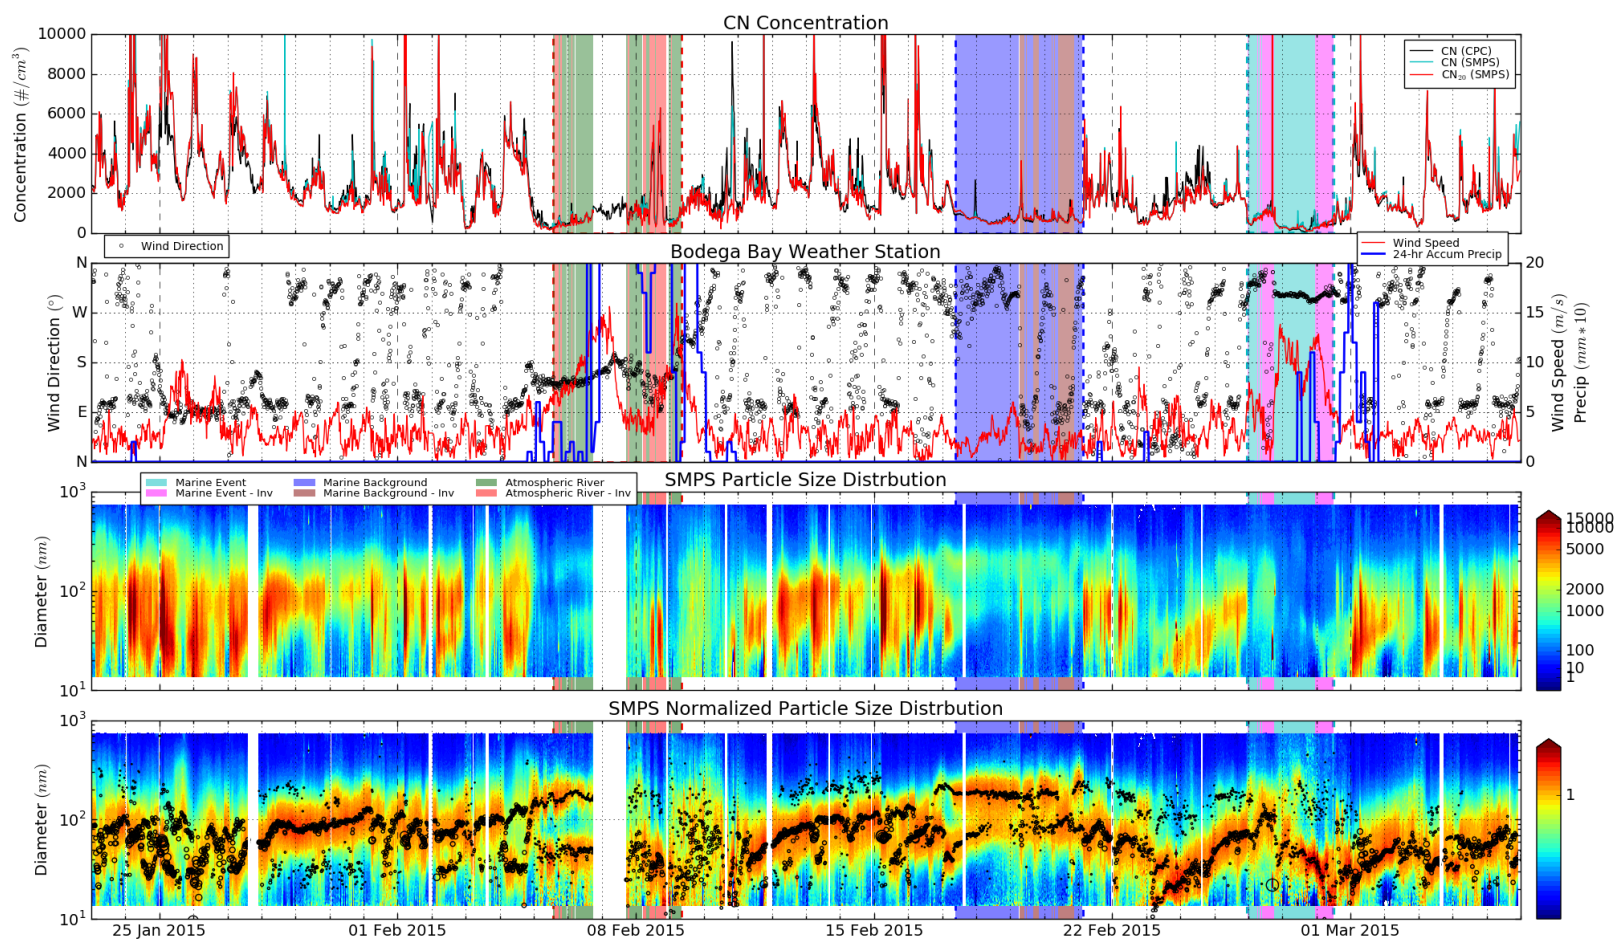 CN Concentration
Concentration (#/cm³)
10000
8000
6000
4000
2000
0
CN (CPC)
CN (SMPS)
CN₂₀ (SMPS)
Wind Direction
Bodega Bay Weather Station
Wind Speed
24-hr Accum Precip
Wind Direction (°)
N
W
S
E
N
20
15
10
5
0
Wind Speed (m/s)
Precip (mm * 10)
SMPS Particle Size Distrbution
Marine Event
Marine Background
Atmospheric River
Marine Event - Inv
Marine Background - Inv
Atmospheric River - Inv
Diameter (nm)
10³
10²
10¹
15000
10000
5000
2000
1000
100
10
1
SMPS Normalized Particle Size Distrbution
Diameter (nm)
10³
10²
10¹
1
25 Jan 2015
01 Feb 2015
08 Feb 2015
15 Feb 2015
22 Feb 2015
01 Mar 2015